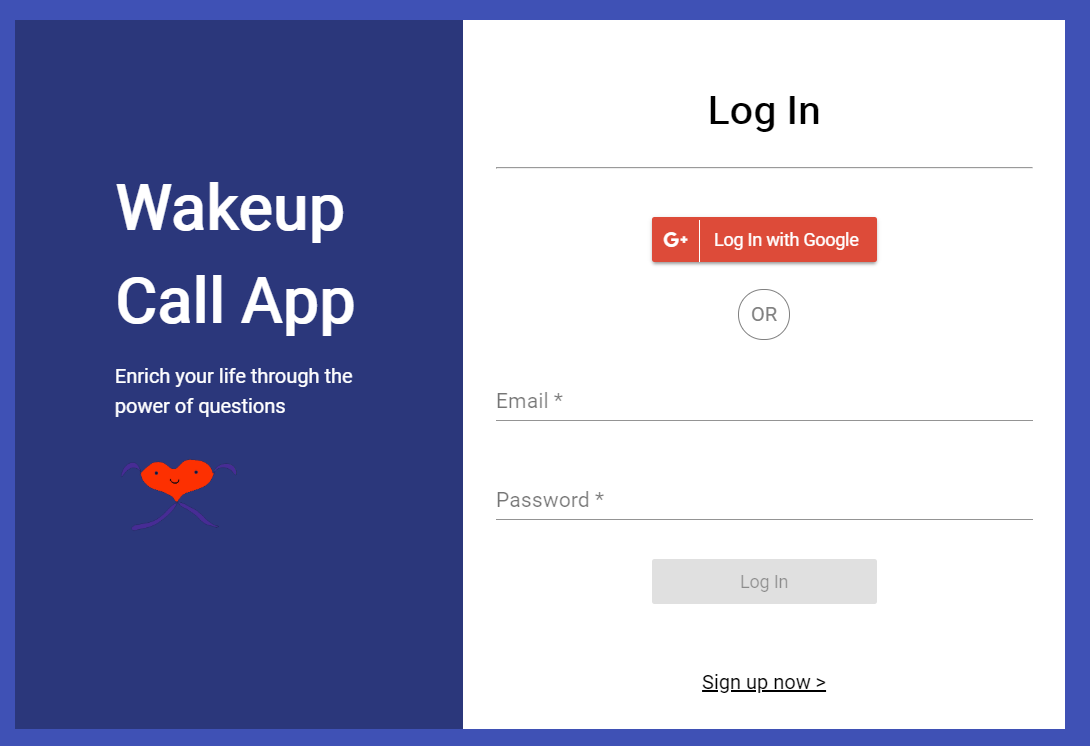 Wakeup
Call App
Enrich your life through the
power of questions
Log In
G+ Log In with Google
OR
Email *
Password *
Log In
Sign up now >